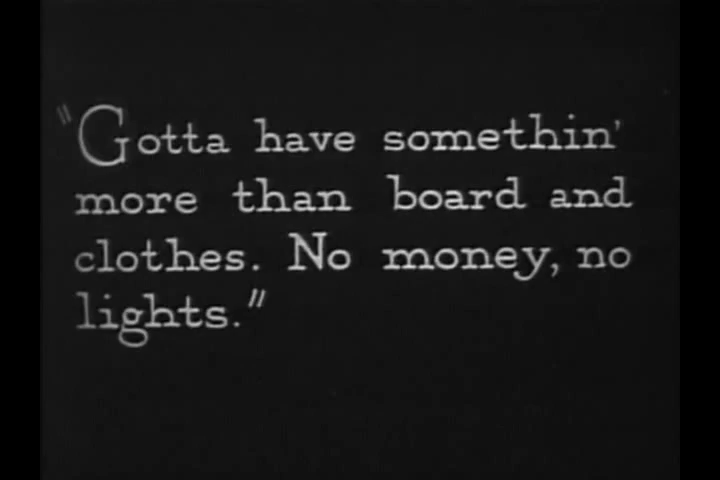 "Gotta have somethin'
more than board and
clothes. No money, no
lights."